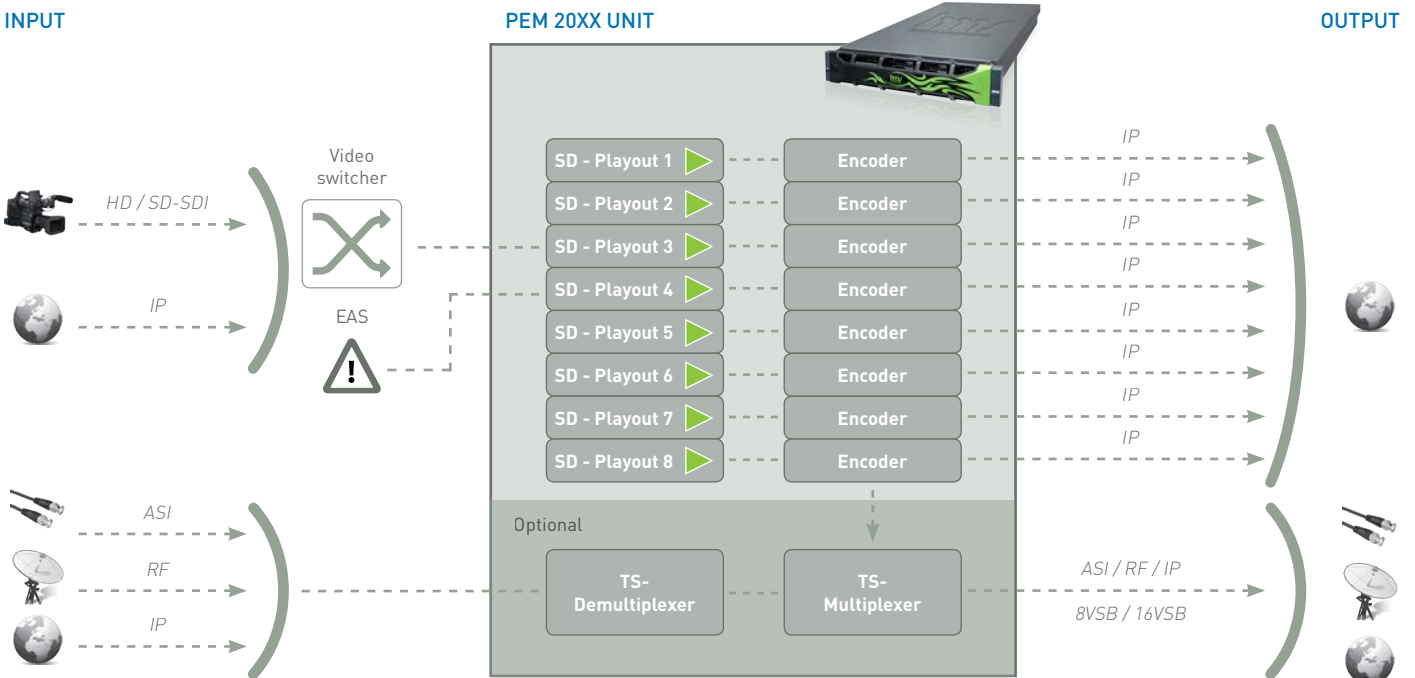 INPUT
PEM 20XX UNIT
OUTPUT
Video
switcher
HD / SD-SDI
IP
EAS
!
SD - Playout 1
Encoder
IP
SD - Playout 2
Encoder
IP
SD - Playout 3
Encoder
IP
SD - Playout 4
Encoder
IP
SD - Playout 5
Encoder
IP
SD - Playout 6
Encoder
IP
SD - Playout 7
Encoder
IP
SD - Playout 8
Encoder
IP
Optional
ASI
RF
IP
TS-
Demultiplexer
TS-
Multiplexer
ASI / RF / IP
8VSB / 16VSB